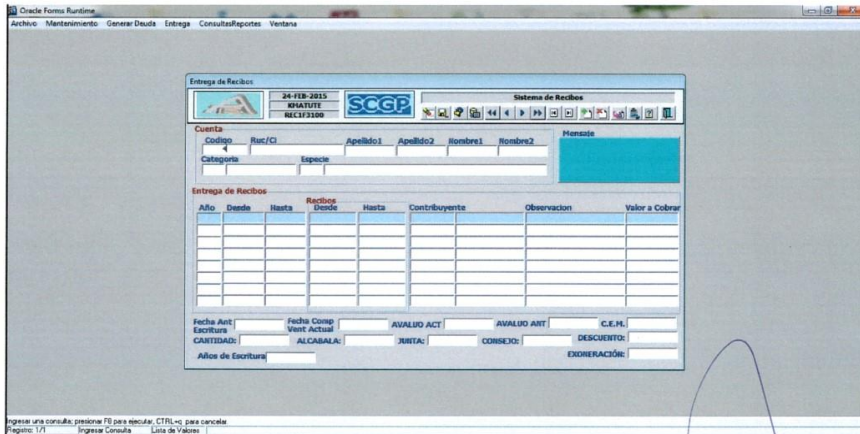 Oracle Forms Runtime
Archivo Mantenimiento Generar Deuda Entrega ConsultasReportes Ventana
Entrega de Recibos
24-FEB-2015
KMATUTE
REC1F3100
SCGP
Sistema de Recibos
Cuenta
Codigo Ruc/Ci Apellido1 Apellido2 Nombre1 Nombre2
Mensaje
Categoria Especie
Entrega de Recibos
Recibos
Año Desde Hasta Desde Hasta Contribuyente Observacion Valor a Cobrar
Fecha Ant Escritura Fecha Comp Vent Actual AVALUO ACT AVALUO ANT C.E.M.
CANTIDAD: ALCABALA: JUNTA: CONSEJO: DESCUENTO:
Años de Escritura EXONERACIÓN:
Ingresar una consulta; presionar F8 para ejecutar, CTRL+q para cancelar.
Registro: 1/1 Ingresar Consulta Lista de Valores